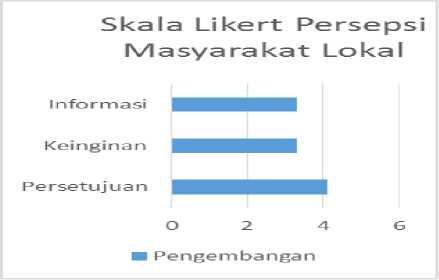 Skala Likert Persepsi
Masyarakat Lokal
Informasi
Keinginan
Persetujuan
0 2 4 6
Pengembangan